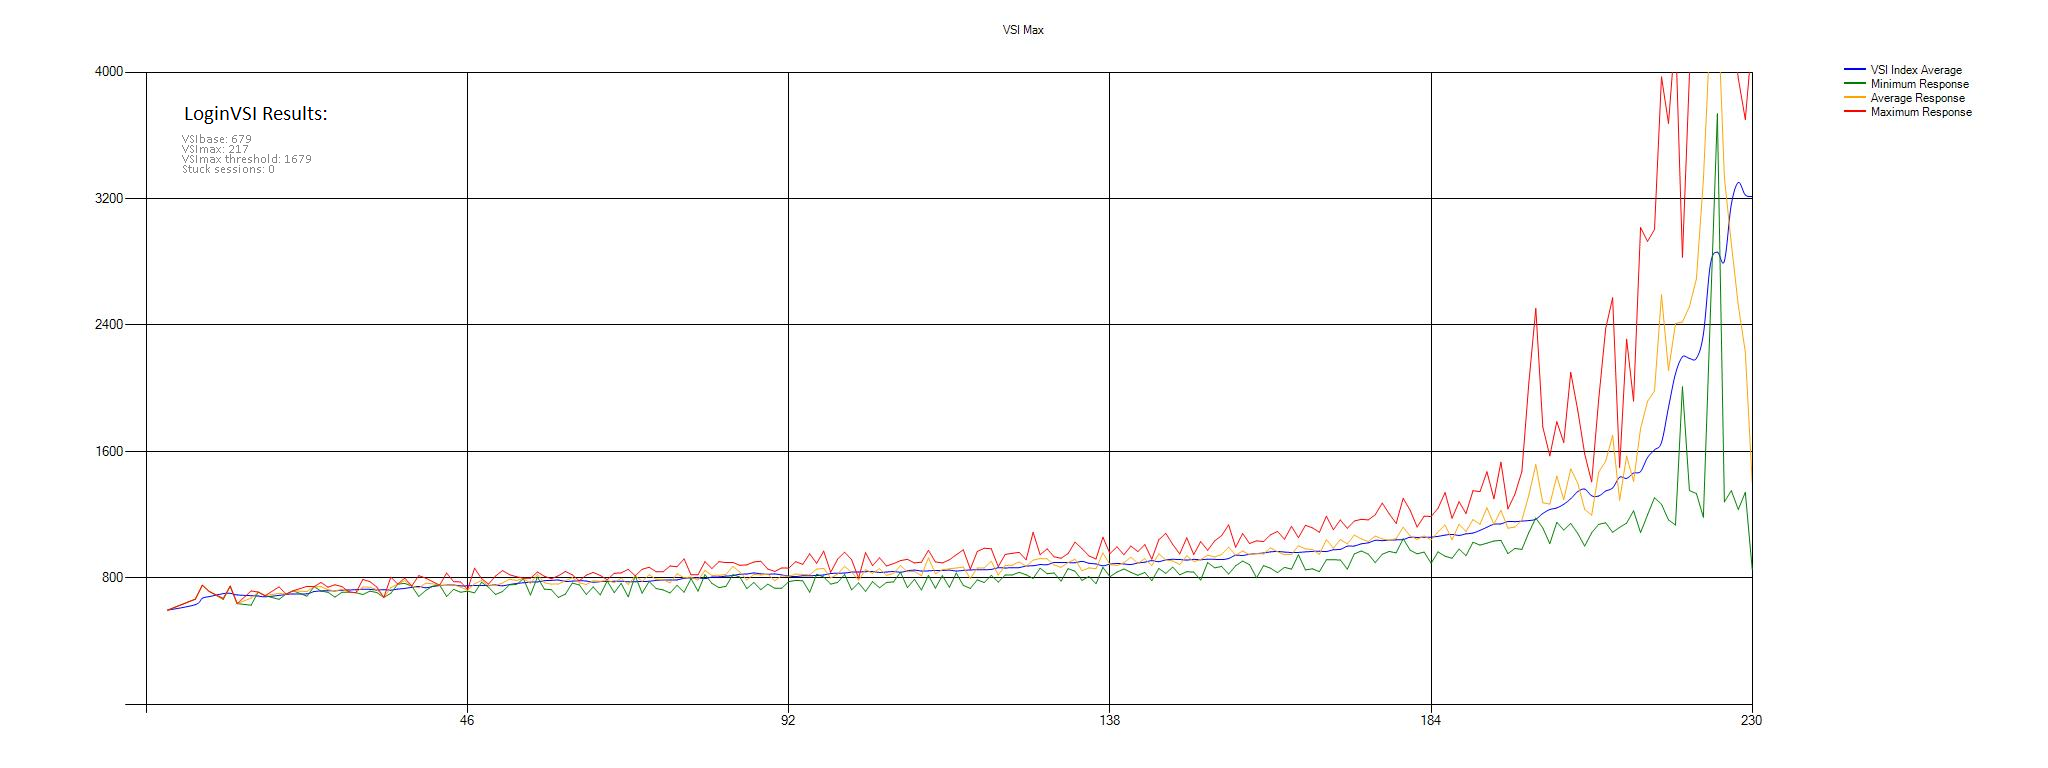 VSI Max
4000
3200
2400
1600
800
46
92
138
184
230
LoginVSI Results:
VSIbase: 679
VSImax: 217
VSImax threshold: 1679
Stuck sessions: 0
VSI Index Average
Minimum Response
Average Response
Maximum Response